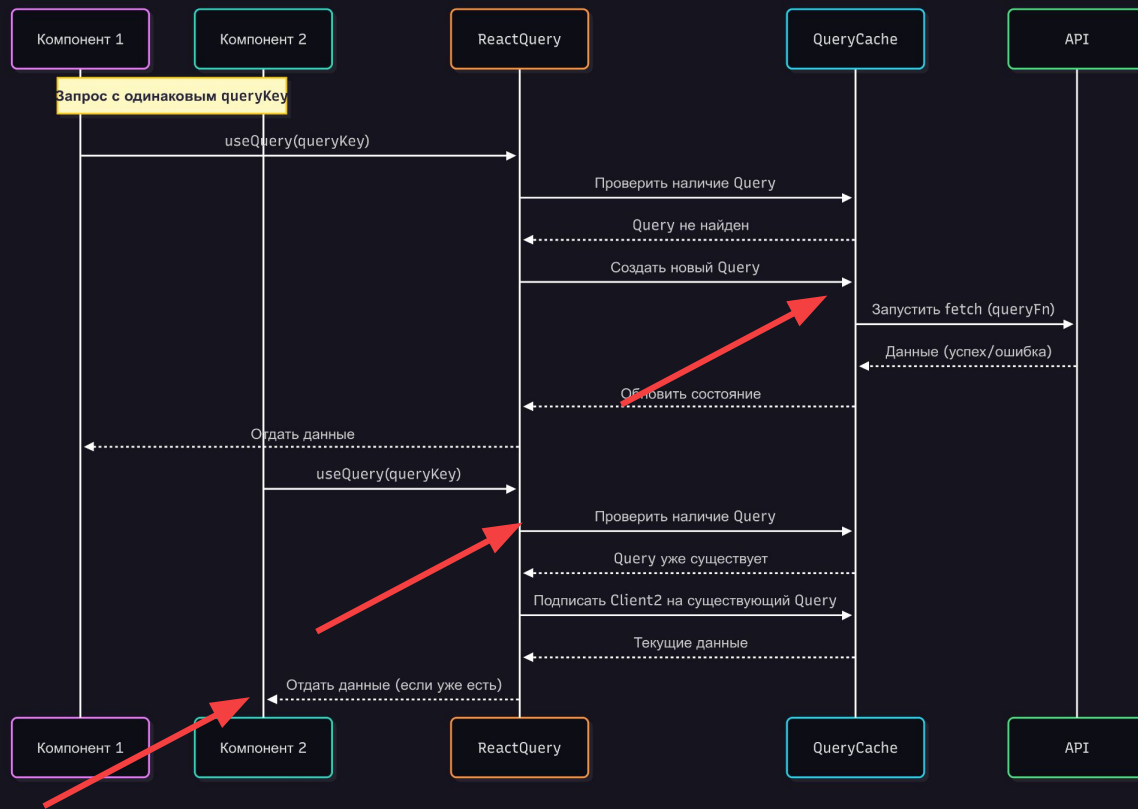 Компонент 1
Компонент 2
ReactQuery
QueryCache
API
Запрос с одинаковым queryKey
useQuery(queryKey)
Проверить наличие Query
Query не найден
Создать новый Query
Запустить fetch (queryFn)
Данные (успех/ошибка)
Обновить состояние
Отдать данные
useQuery(queryKey)
Проверить наличие Query
Query уже существует
Подписать Client2 на существующий Query
Текущие данные
Отдать данные (если уже есть)
Компонент 1
Компонент 2
ReactQuery
QueryCache
API